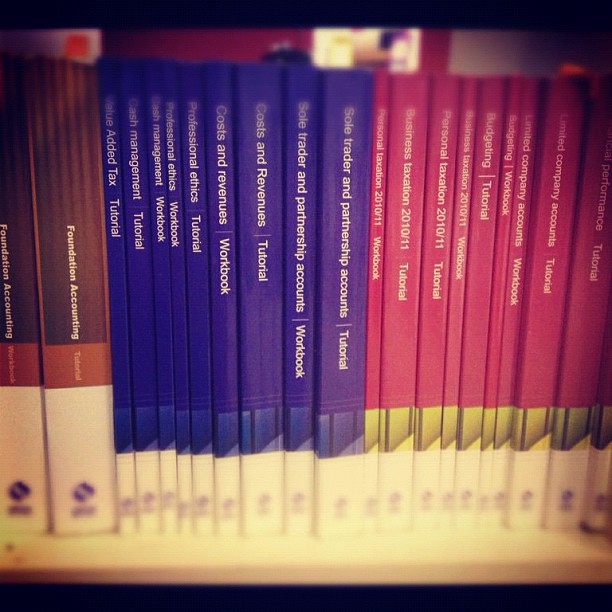 Foundation Accounting Workbook
Foundation Accounting Tutorial
Value Added Tax Tutorial
Cash management Tutorial
Cash management Workbook
Professional ethics Workbook
Professional ethics Tutorial
Costs and revenues | Workbook
Costs and Revenues | Tutorial
Sole trader and partnership accounts | Workbook
Sole trader and partnership accounts | Tutorial
Personal taxation 2010/11 Workbook
Business taxation 2010/11 Tutorial
Personal taxation 2010/11 Tutorial
Business taxation 2010/11 Workbook
Budgeting | Tutorial
Budgeting | Workbook
Limited company accounts Workbook
Limited company accounts Tutorial
performance Tutorial